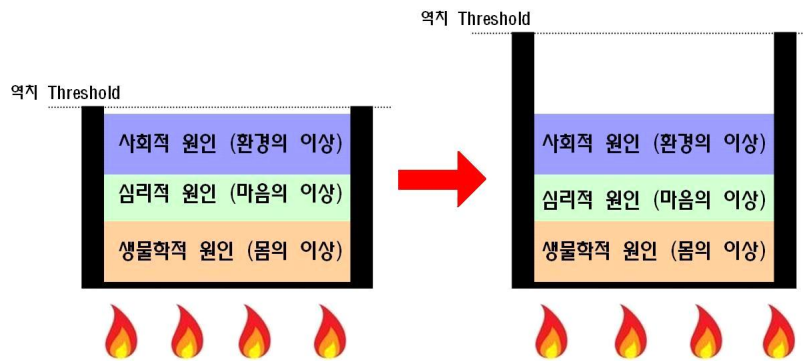 역치 Threshold
역치 Threshold
사회적 원인 (환경의 이상)
심리적 원인 (마음의 이상)
생물학적 원인 (몸의 이상)
사회적 원인 (환경의 이상)
심리적 원인 (마음의 이상)
생물학적 원인 (몸의 이상)